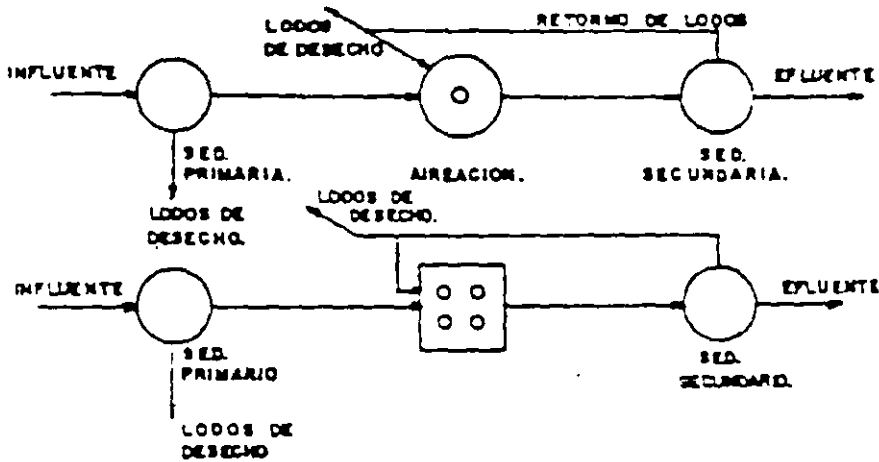 LODOS
DE DESECHO
RETORNO DE LODOS
INFLUENTE
EFLUENTE
SED.
PRIMARIA.
AIREACION.
SED.
SECUNDARIA.
LODOS DE
DESECHO.
LODOS DE
DESECHO.
INFLUENTE
EFLUENTE
SED.
PRIMARIO
SED.
SECUNDARIO.
LODOS DE
DESECHO